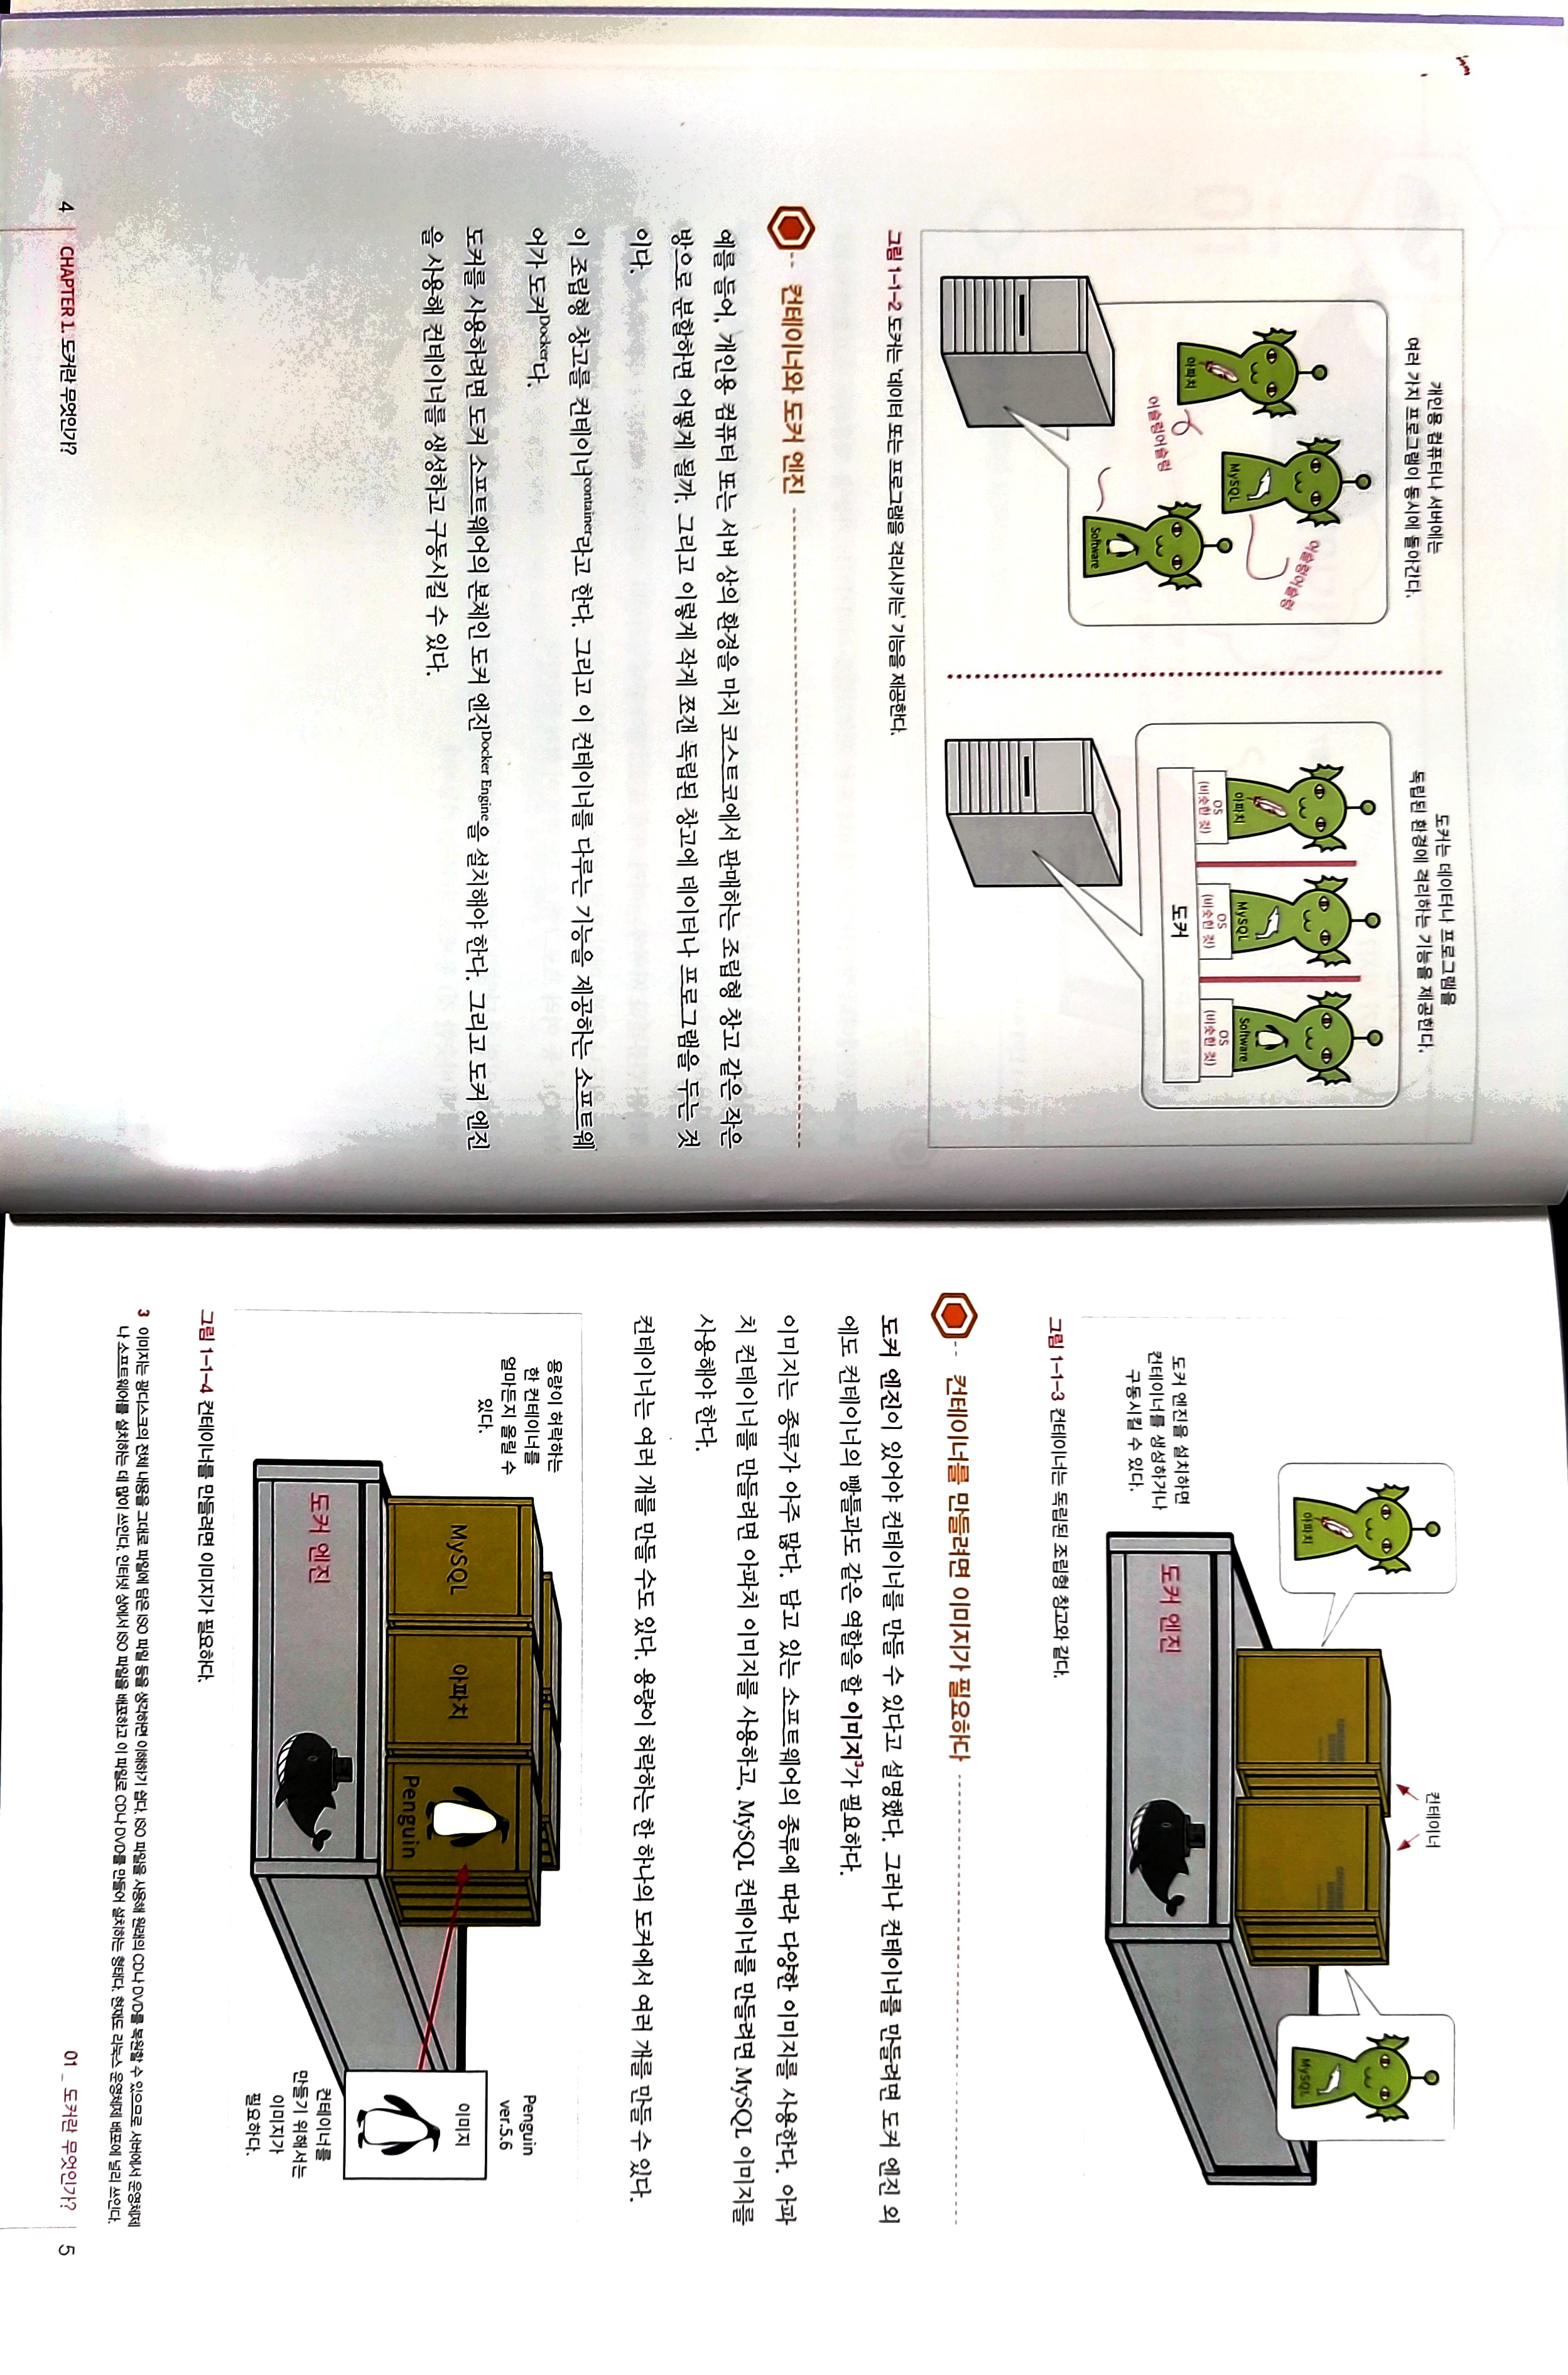 개인용 컴퓨터나 서버에는
여러 가지 프로그램이 동시에 돌아간다.
어슬렁어슬렁
MySQL
아파치
어슬렁어슬렁
Software
도커는 데이터나 프로그램을
독립된 환경에 격리하는 기능을 제공한다.
아파치
MySQL
Software
OS
(비슷한 것)
OS
(비슷한 것)
OS
(비슷한 것)
도커
그림 1-1-2 도커는 '데이터 또는 프로그램을 격리시키는' 기능을 제공한다.
컨테이너와 도커 엔진
예를 들어, 개인용 컴퓨터 또는 서버 상의 환경을 마치 코스트코에서 판매하는 조립형 창고 같은 작은
방으로 분할하면 어떻게 될까. 그리고 이렇게 작게 쪼갠 독립된 창고에 데이터나 프로그램을 두는 것
이다.
이 조립형 창고를 컨테이너container라고 한다. 그리고 이 컨테이너를 다루는 기능을 제공하는 소프트웨
어가 도커Docker다.
도커를 사용하려면 도커 소프트웨어의 본체인 도커 엔진Docker Engine을 설치해야 한다. 그리고 도커 엔진
을 사용해 컨테이너를 생성하고 구동시킬 수 있다.
4 CHAPTER 1. 도커란 무엇인가?
컨테이너
아파치
MySQL
도커 엔진을 설치하면
컨테이너를 생성하거나
구동시킬 수 있다.
도커 엔진
그림 1-1-3 컨테이너는 독립된 조립형 창고와 같다.
컨테이너를 만들려면 이미지가 필요하다
도커 엔진이 있어야 컨테이너를 만들 수 있다고 설명했다. 그러나 컨테이너를 만들려면 도커 엔진 외
에도 컨테이너의 빵틀과도 같은 역할을 할 이미지3가 필요하다.
이미지는 종류가 아주 많다. 담고 있는 소프트웨어의 종류에 따라 다양한 이미지를 사용한다. 아파
치 컨테이너를 만들려면 아파치 이미지를 사용하고, MySQL 컨테이너를 만들려면 MySQL 이미지를
사용해야 한다.
컨테이너는 여러 개를 만들 수도 있다. 용량이 허락하는 한 하나의 도커에서 여러 개를 만들 수 있다.
용량이 허락하는
한 컨테이너를
얼마든지 올릴 수
있다.
MySQL
아파치
Penguin
도커 엔진
Penguin
ver.5.6
이미지
컨테이너를
만들기 위해서는
이미지가
필요하다.
그림 1-1-4 컨테이너를 만들려면 이미지가 필요하다.
3 이미지는 광디스크의 전체 내용을 그대로 파일에 담은 ISO 파일 등을 생각하면 이해하기 쉽다. ISO 파일을 사용해 원래의 CD나 DVD를 복원할 수 있으므로 서버에서 운영체제
나 소프트웨어를 설치하는 데 많이 쓰인다. 인터넷 상에서 ISO 파일을 배포하고 이 파일로 CD나 DVD를 만들어 설치하는 형태다. 현재도 리눅스 운영체제 배포에 널리 쓰인다.
01 _ 도커란 무엇인가? 5